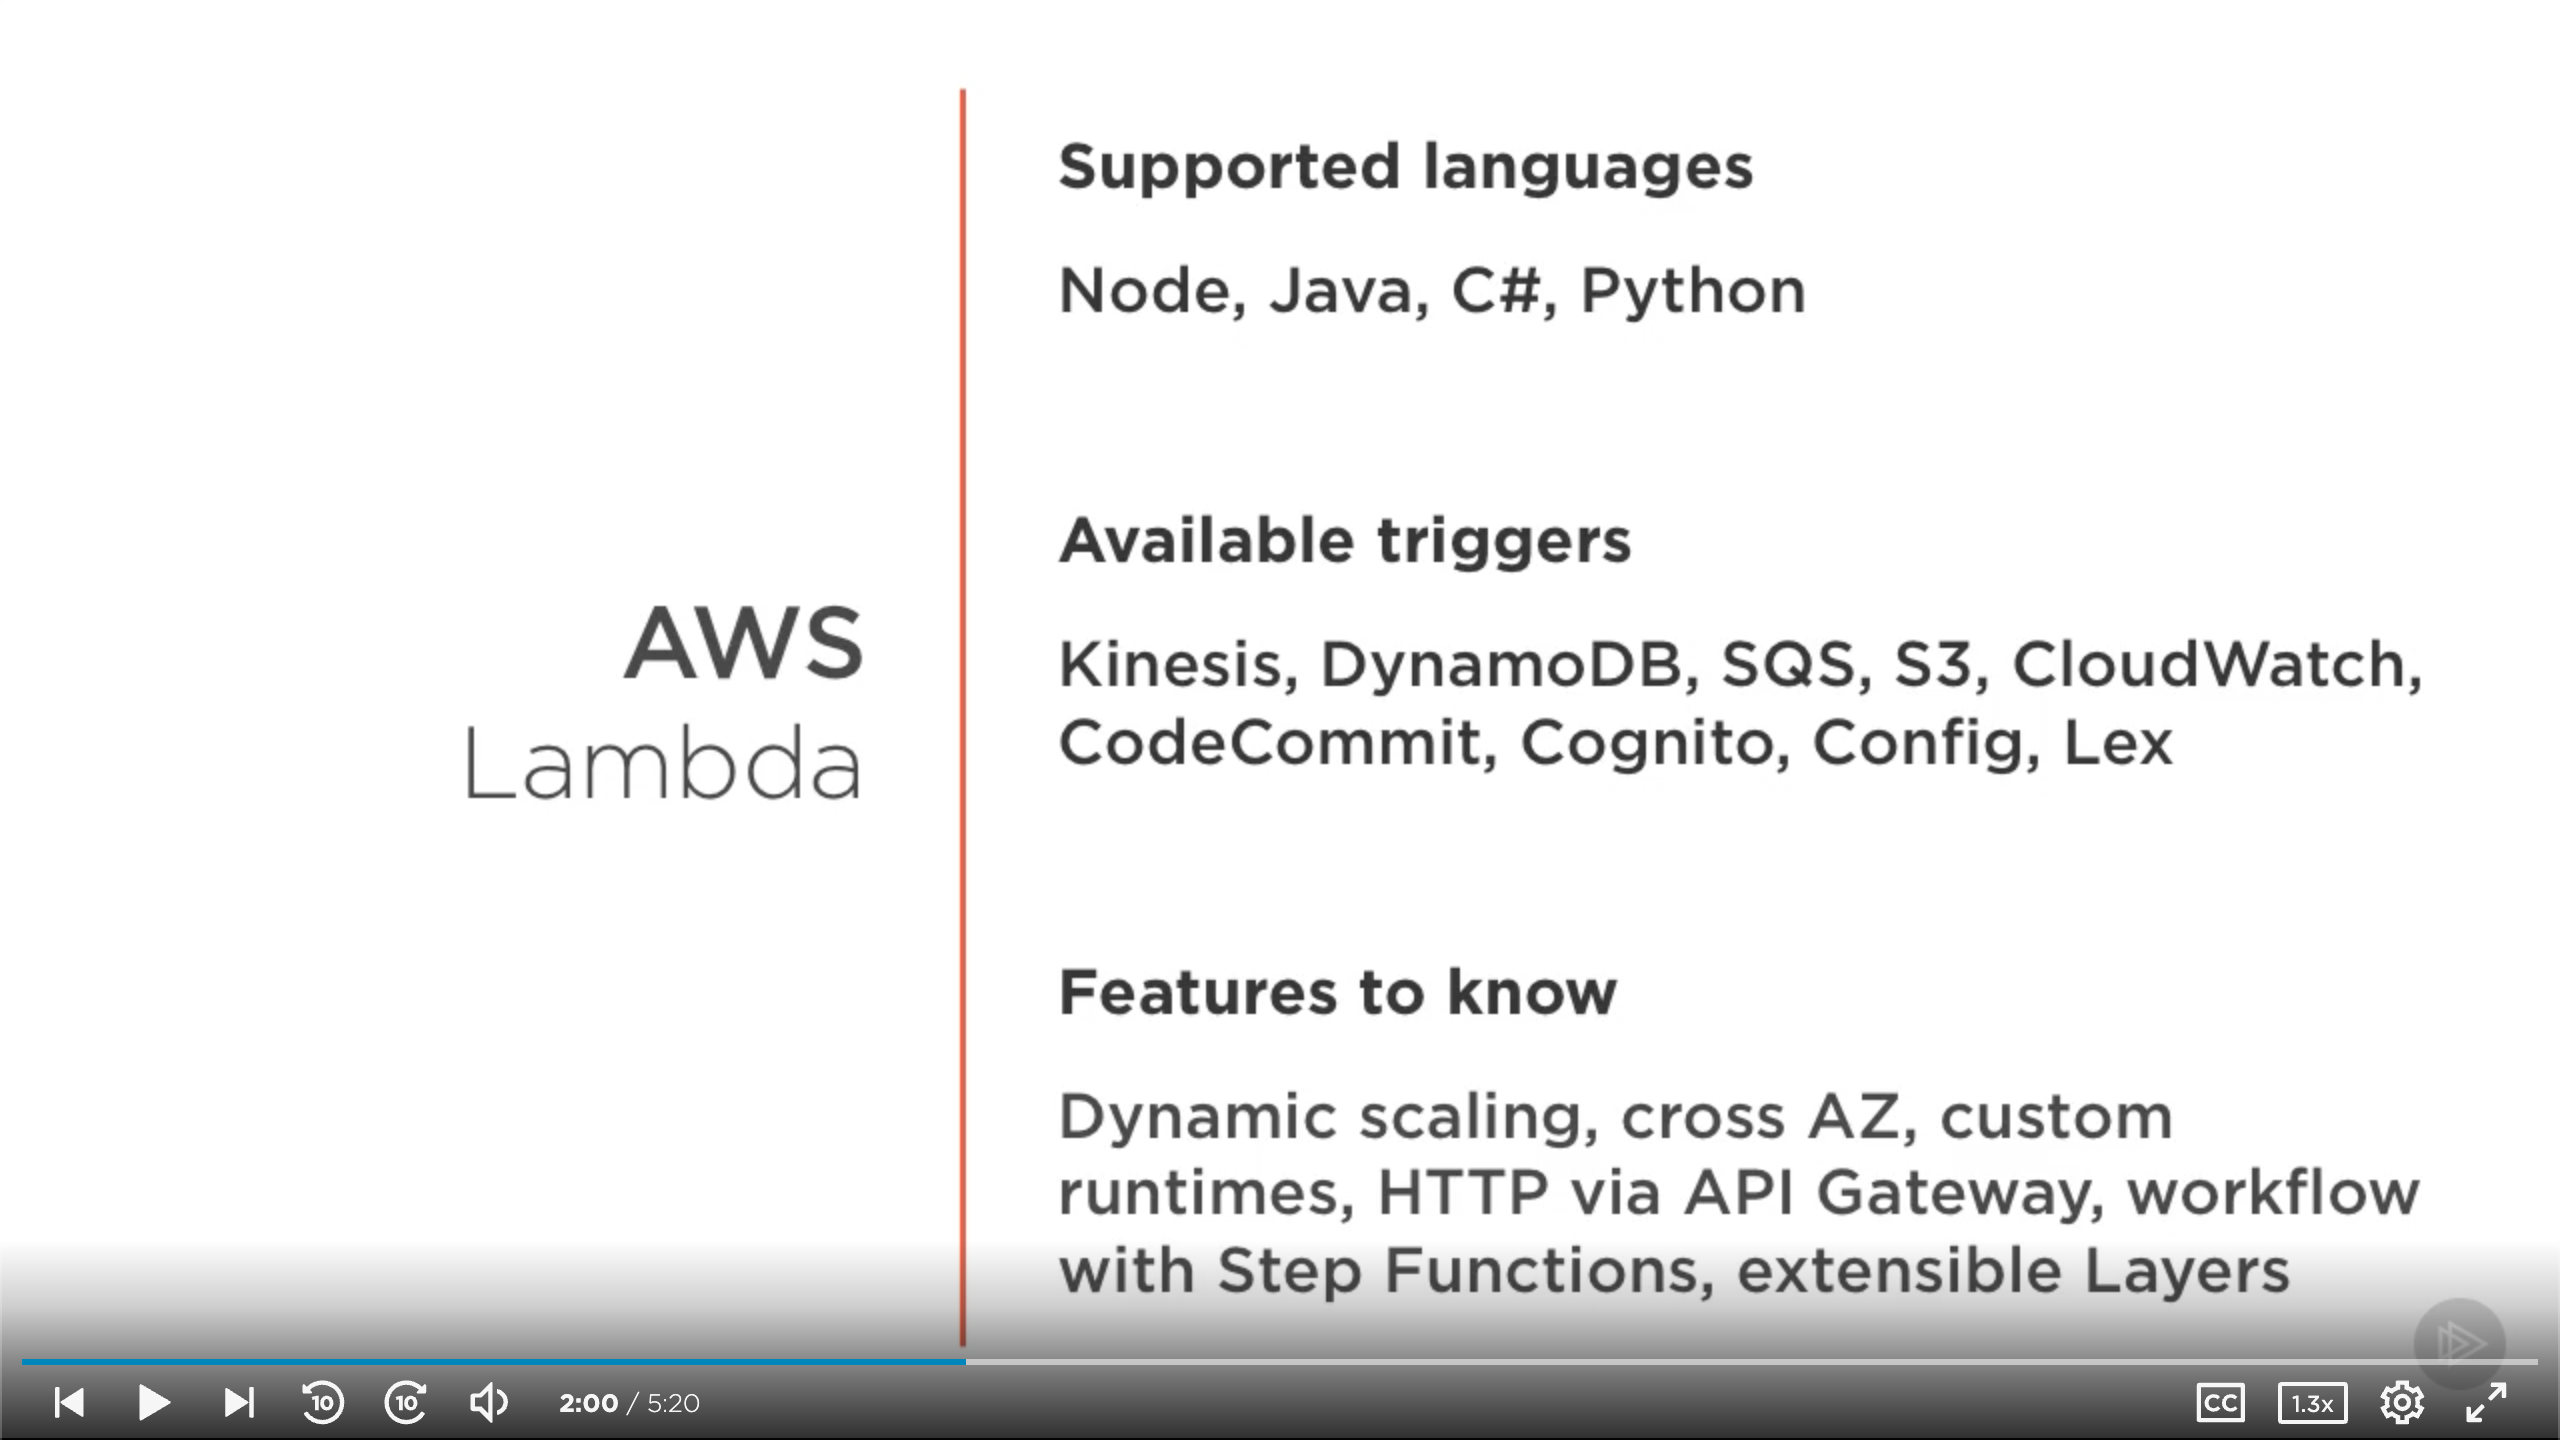 Supported languages
Node, Java, C#, Python
Available triggers
AWS
Lambda
Kinesis, DynamoDB, SQS, S3, CloudWatch,
CodeCommit, Cognito, Config, Lex
Features to know
Dynamic scaling, cross AZ, custom
runtimes, HTTP via API Gateway, workflow
with Step Functions, extensible Layers
10
10
2:00 / 5:20
CC
1.3x